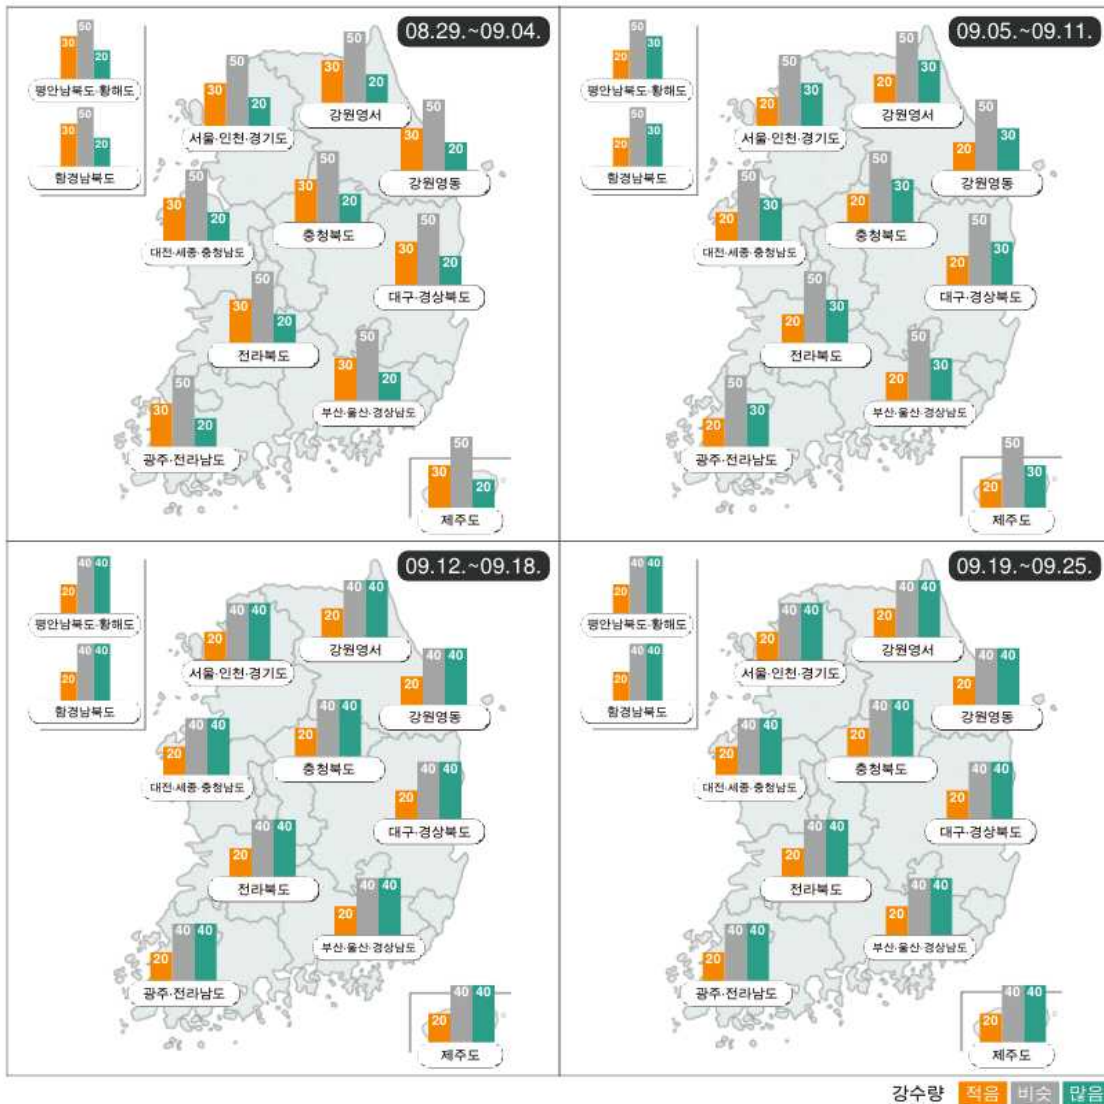 08.29.~09.04.
50
30
20
평안남북도·황해도
50
30
20
함경남북도
50
30
20
서울·인천·경기도
50
30
20
강원영서
50
30
20
강원영동
50
30
20
대전·세종·충청남도
50
30
20
충청북도
50
30
20
대구·경상북도
50
30
20
전라북도
50
30
20
부산·울산·경상남도
50
30
20
광주·전라남도
50
30
20
제주도
09.05.~09.11.
50
20
30
평안남북도·황해도
50
20
30
함경남북도
50
20
30
서울·인천·경기도
50
20
30
강원영서
50
20
30
강원영동
50
20
30
대전·세종·충청남도
50
20
30
충청북도
50
20
30
대구·경상북도
50
20
30
전라북도
50
20
30
부산·울산·경상남도
50
20
30
광주·전라남도
50
20
30
제주도
09.12.~09.18.
40 40
20
평안남북도·황해도
40 40
20
함경남북도
40 40
20
서울·인천·경기도
40 40
20
강원영서
40 40
20
강원영동
40 40
20
대전·세종·충청남도
40 40
20
충청북도
40 40
20
대구·경상북도
40 40
20
전라북도
40 40
20
부산·울산·경상남도
40 40
20
광주·전라남도
40 40
20
제주도
09.19.~09.25.
40 40
20
평안남북도·황해도
40 40
20
함경남북도
40 40
20
서울·인천·경기도
40 40
20
강원영서
40 40
20
강원영동
40 40
20
대전·세종·충청남도
40 40
20
충청북도
40 40
20
대구·경상북도
40 40
20
전라북도
40 40
20
부산·울산·경상남도
40 40
20
광주·전라남도
40 40
20
제주도
강수량 적음 비슷 많음